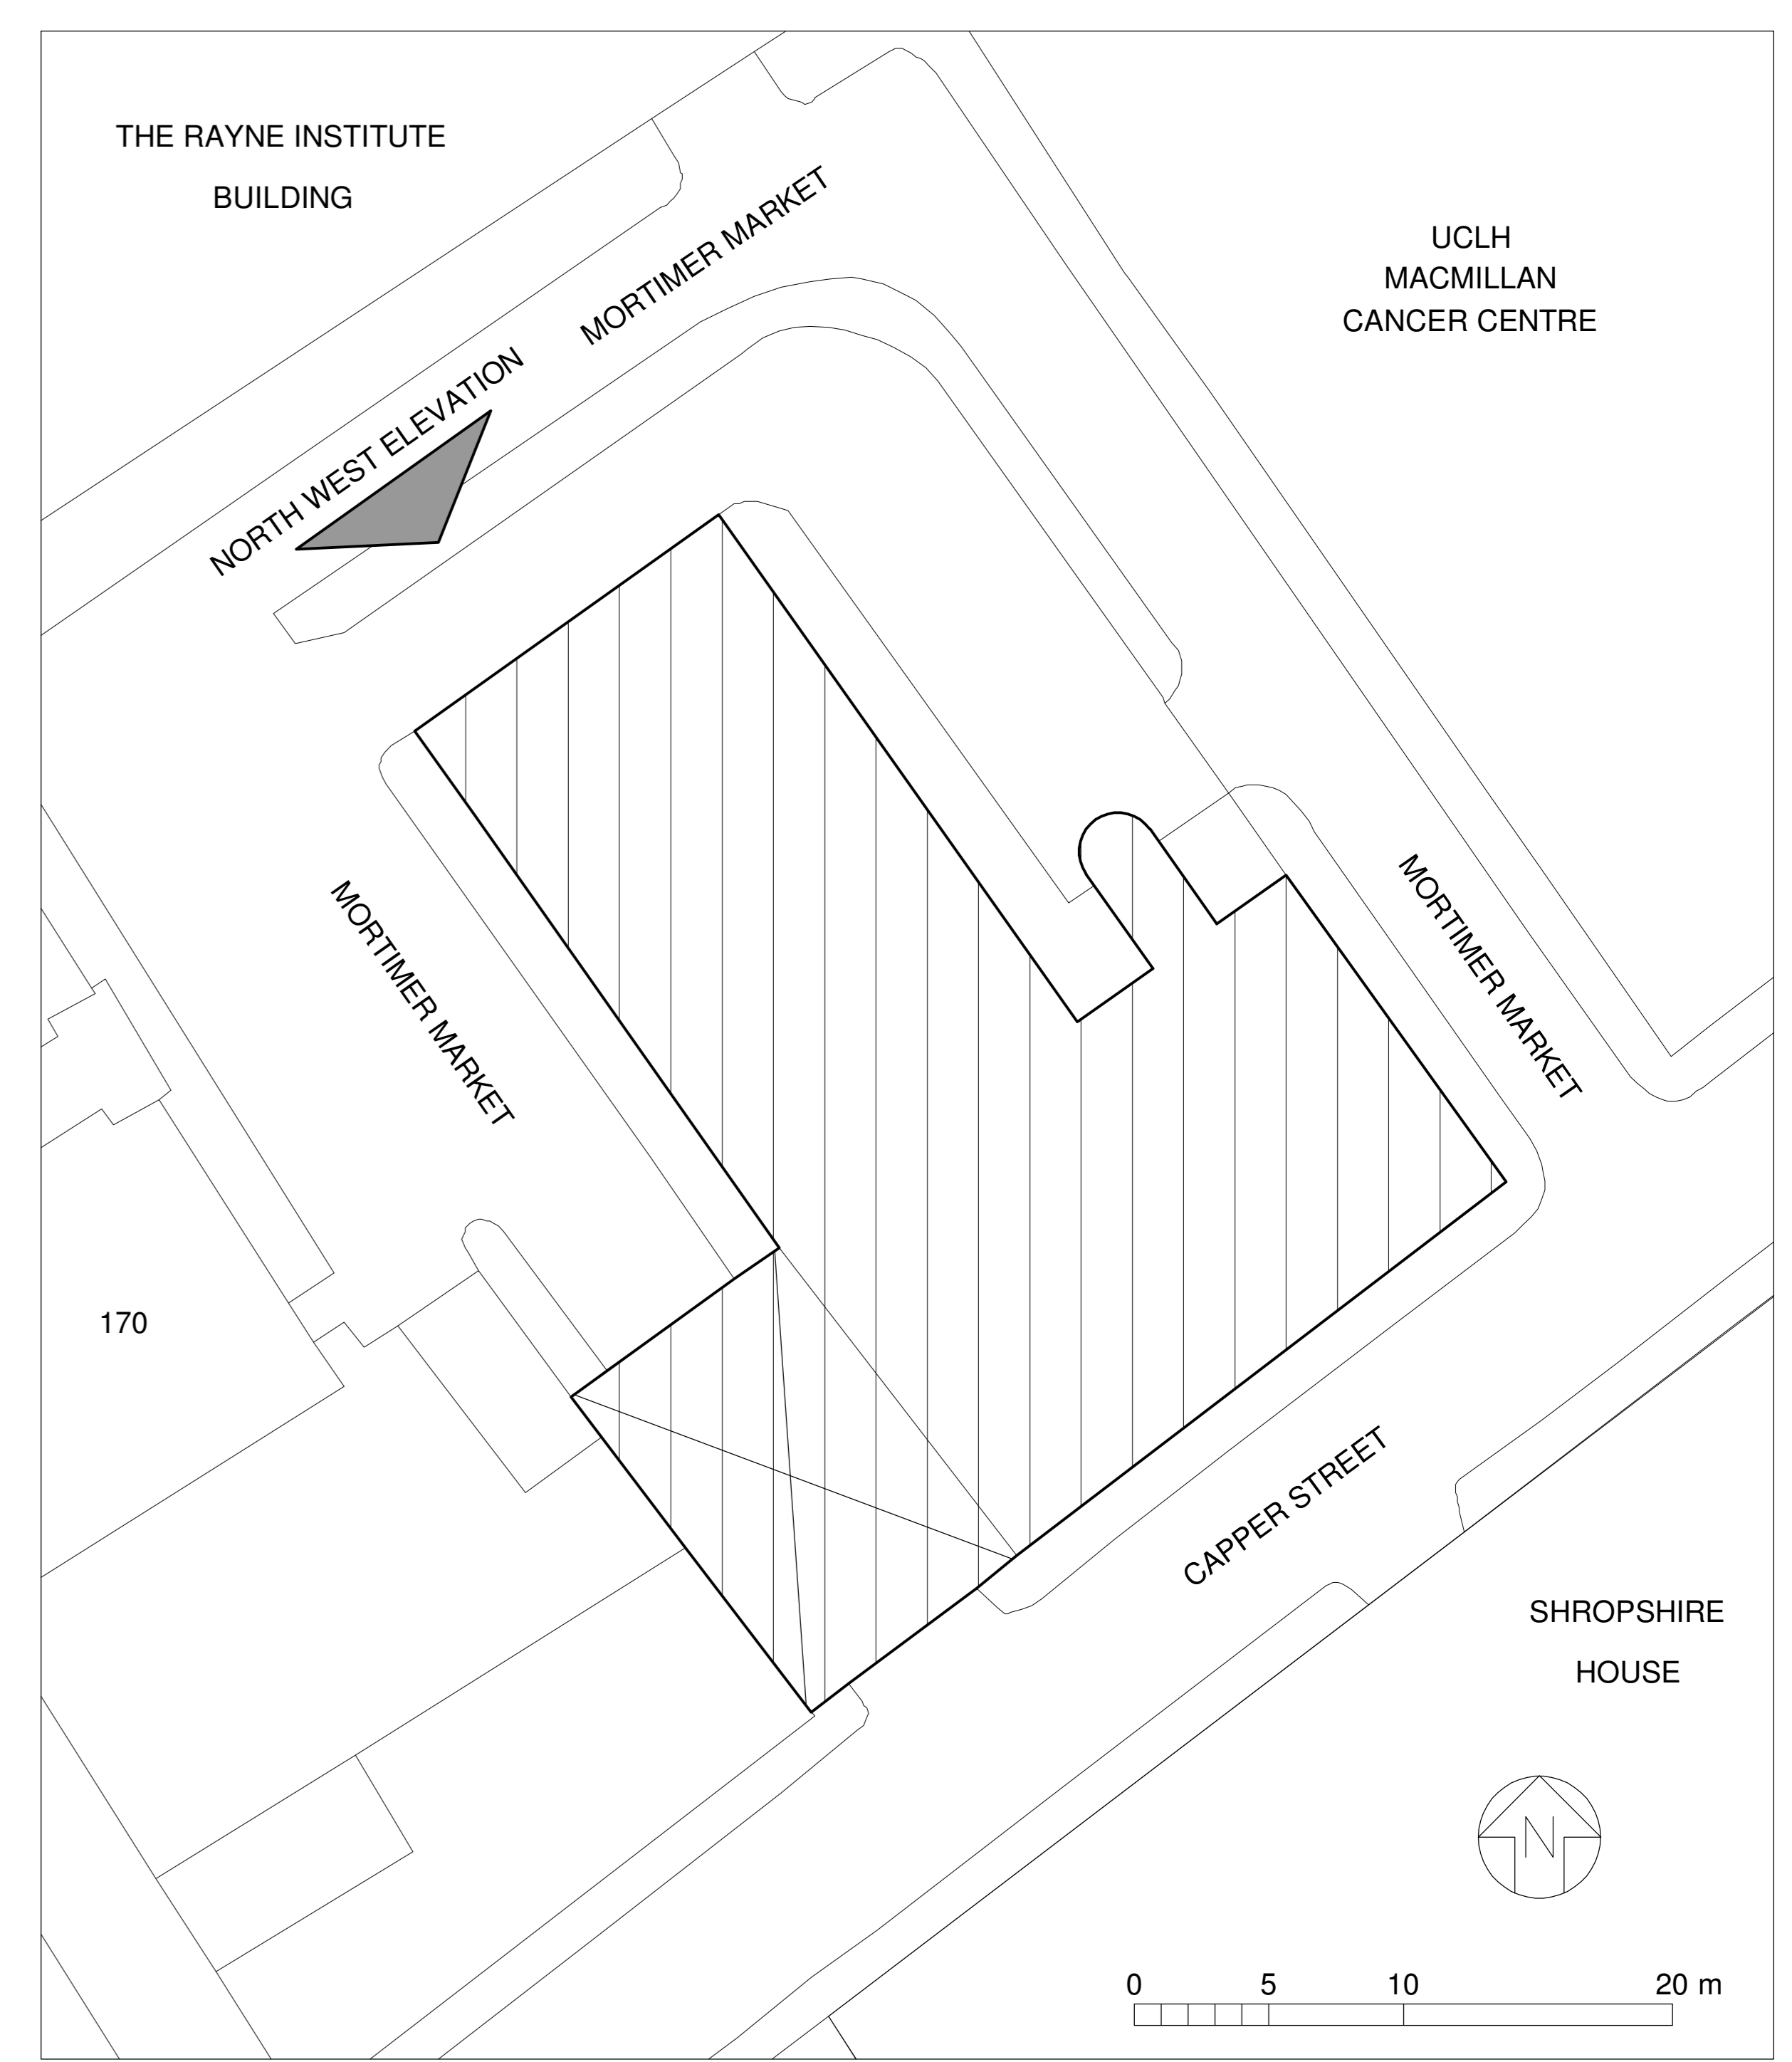 THE RAYNE INSTITUTE
BUILDING
MORTIMER MARKET
UCLH
MACMILLAN
CANCER CENTRE
NORTH WEST ELEVATION
MORTIMER MARKET
MORTIMER MARKET
170
CAPPER STREET
SHROPSHIRE
HOUSE
N
0 5 10 20 m